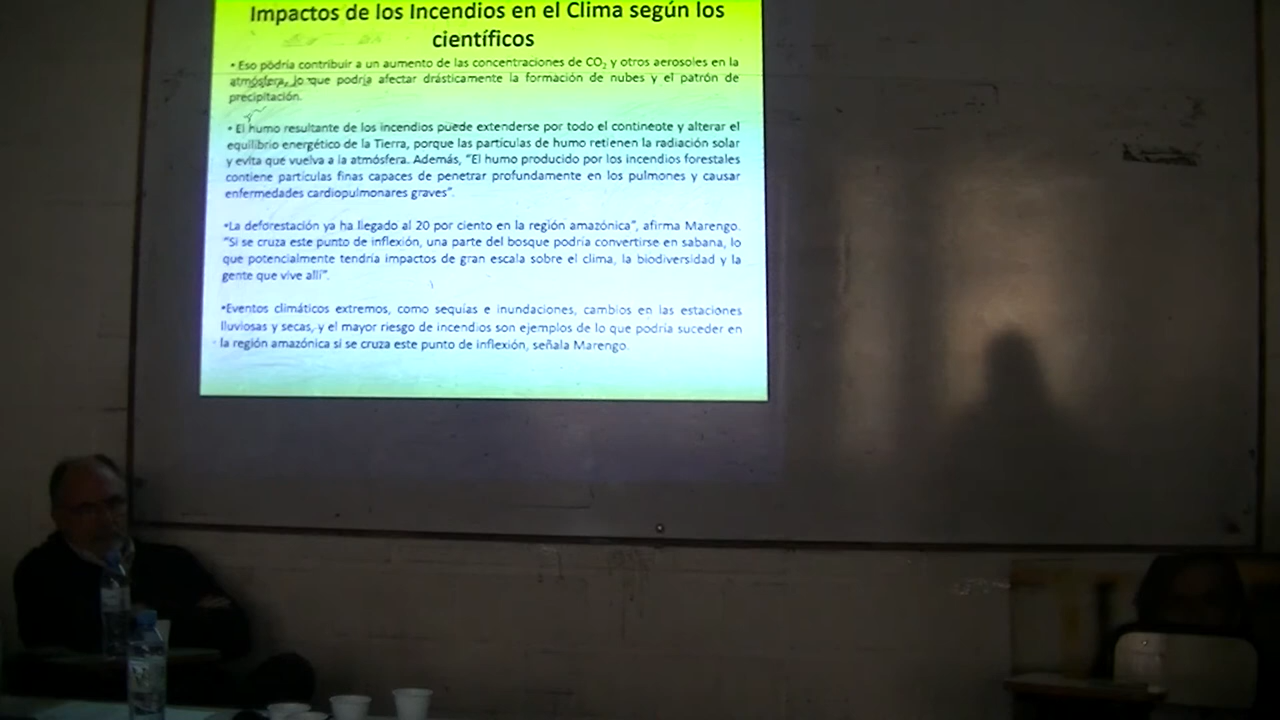 Impactos de los Incendios en el Clima según los
científicos
• Eso podria contribuir a un aumento de las concentraciones de CO₂ y otros aerosoles en la
atmósfera, lo que podria afectar drásticamente la formación de nubes y el patrón de
precipitación.
• El humo resultante de los incendios puede extenderse por todo el contineote y alterar el
equilibrio energético de la Tierra, porque las partículas de humo retienen la radiación solar
y evita que vuelva a la atmósfera. Además, "El humo producido por los incendios forestales
contiene partículas finas capaces de penetrar profundamente en los pulmones y causar
enfermedades cardiopulmonares graves".
•"La deforestación ya ha llegado al 20 por ciento en la región amazónica", afirma Marengo.
"Si se cruza este punto de inflexión, una parte del bosque podría convertirse en sabana, lo
que potencialmente tendría impactos de gran escala sobre el clima, la biodiversidad y la
gente que vive allí".
•Eventos climáticos extremos, como sequías e inundaciones, cambios en las estaciones
lluviosas y secas, y el mayor riesgo de incendios son ejemplos de lo que podría suceder en
la región amazónica si se cruza este punto de inflexión, señala Marengo.